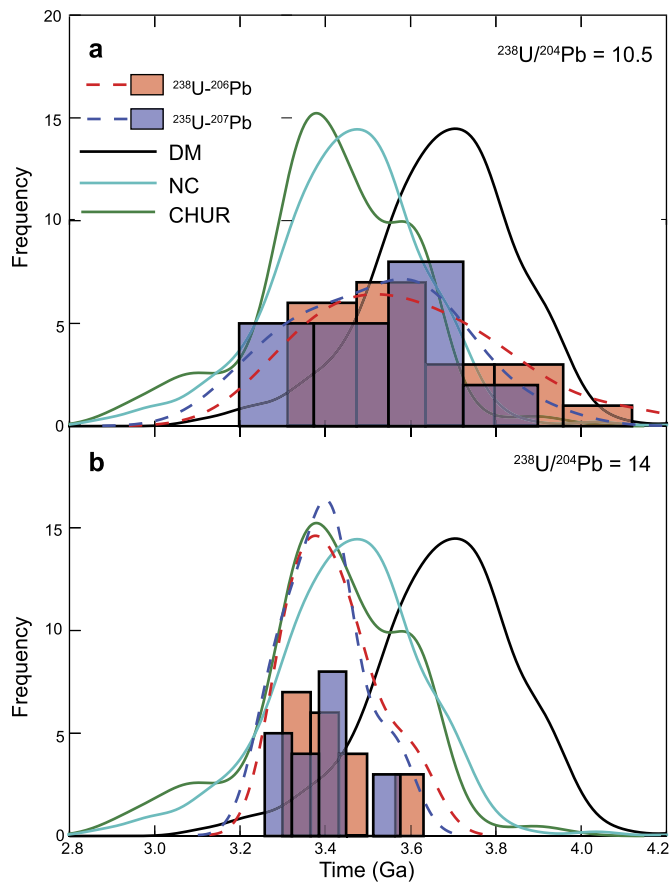 20
a
²³⁸U/²⁰⁴Pb = 10.5
²³⁸U-²⁰⁶Pb
²³⁵U-²⁰⁷Pb
15
DM
NC
CHUR
10
5
0
Frequency
b
²³⁸U/²⁰⁴Pb = 14
15
10
5
0
Frequency
2.8 3.0 3.2 3.4 3.6 3.8 4.0 4.2
Time (Ga)